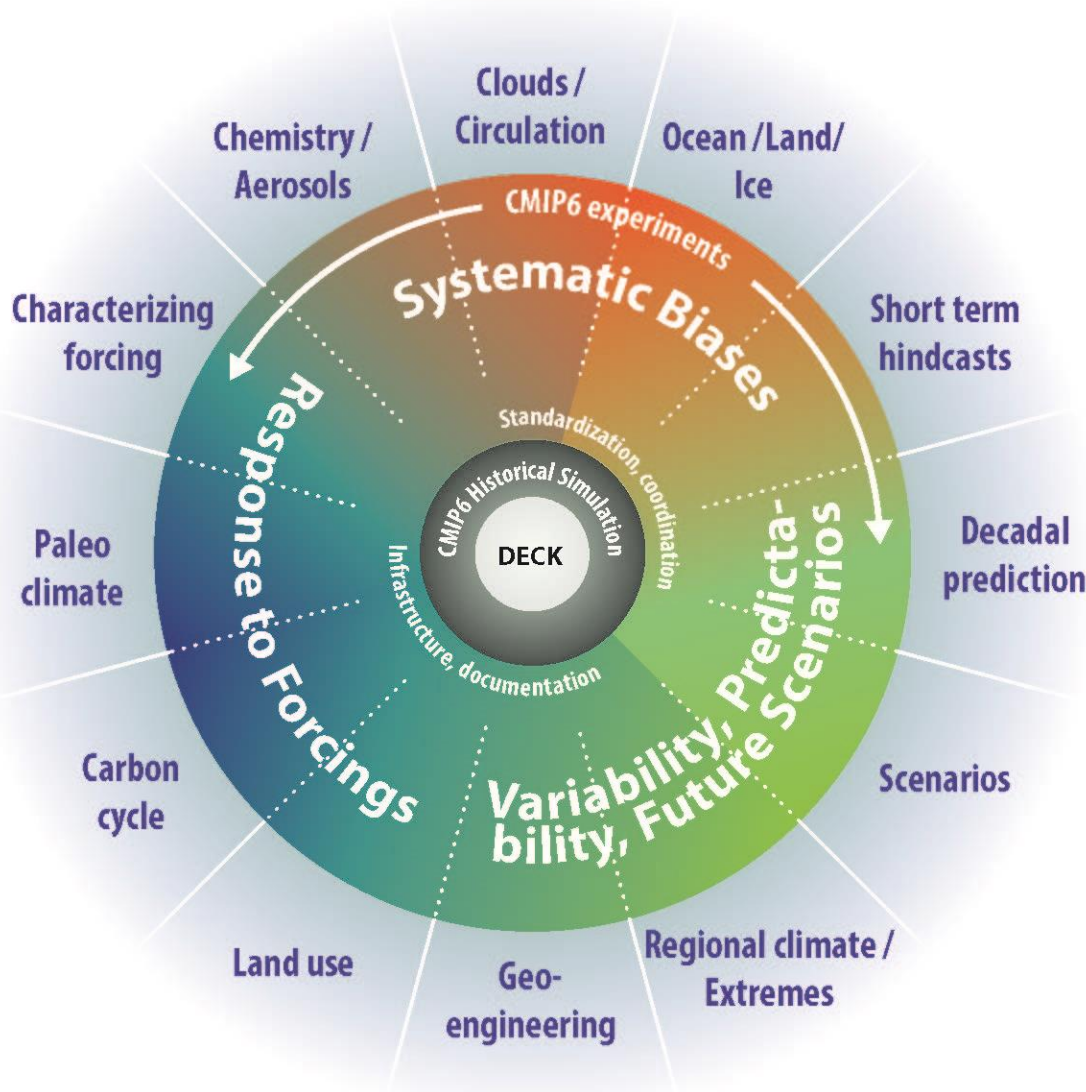 Clouds /
Circulation
Ocean /Land/
Ice
Short term
hindcasts
Decadal
prediction
Scenarios
Regional climate /
Extremes
Geo-
engineering
Land use
Carbon
cycle
Paleo
climate
Characterizing
forcing
Chemistry /
Aerosols
CMIP6 experiments
Systematic Biases
Variability, Predicta-
bility, Future Scenarios
Response to Forcings
Standardization, coordination
Infrastructure, documentation
CMIP6 Historical Simulation
DECK